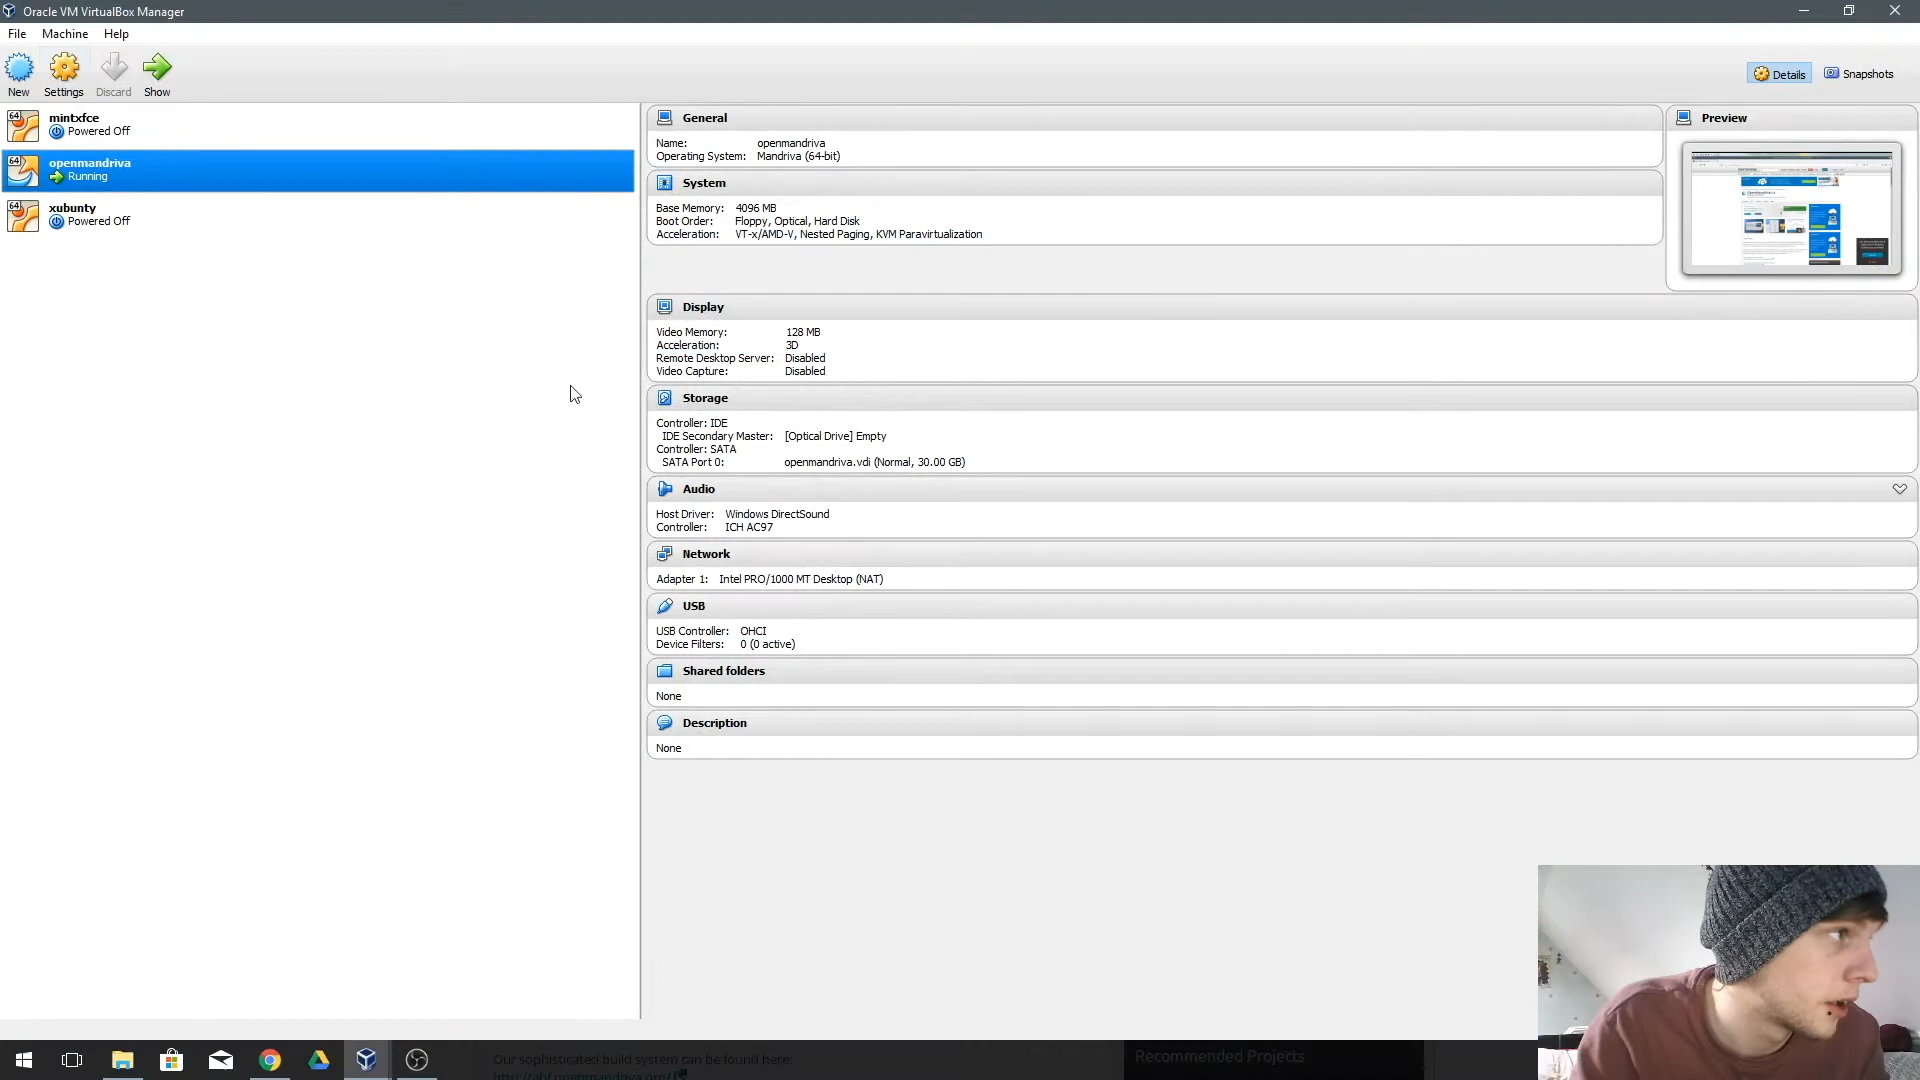 Oracle VM VirtualBox Manager
File Machine Help
New Settings Discard Show
Details Snapshots
64 mintxfce
Powered Off
64 openmandriva
Running
64 xubunty
Powered Off
General
Name: openmandriva
Operating System: Mandriva (64-bit)
System
Base Memory: 4096 MB
Boot Order: Floppy, Optical, Hard Disk
Acceleration: VT-x/AMD-V, Nested Paging, KVM Paravirtualization
Preview
Display
Video Memory: 128 MB
Acceleration: 3D
Remote Desktop Server: Disabled
Video Capture: Disabled
Storage
Controller: IDE
IDE Secondary Master: [Optical Drive] Empty
Controller: SATA
SATA Port 0: openmandriva.vdi (Normal, 30.00 GB)
Audio
Host Driver: Windows DirectSound
Controller: ICH AC97
Network
Adapter 1: Intel PRO/1000 MT Desktop (NAT)
USB
USB Controller: OHCI
Device Filters: 0 (0 active)
Shared folders
None
Description
None
Our sophisticated build system can be found here:
Recommended Projects